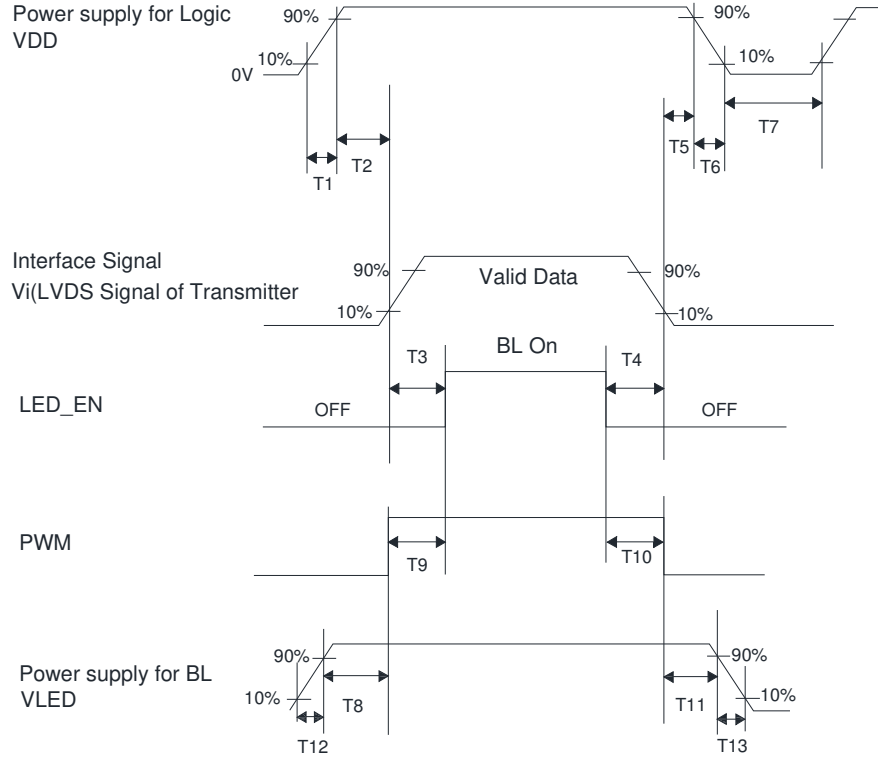 Power supply for Logic
VDD
90%
10%
0V
90%
10%
T1
T2
T5
T6
T7
Interface Signal
Vi(LVDS Signal of Transmitter
90%
10%
Valid Data
90%
10%
LED_EN
OFF
T3
BL On
T4
OFF
PWM
T9
T10
Power supply for BL
VLED
90%
10%
T8
T12
T11
90%
10%
T13